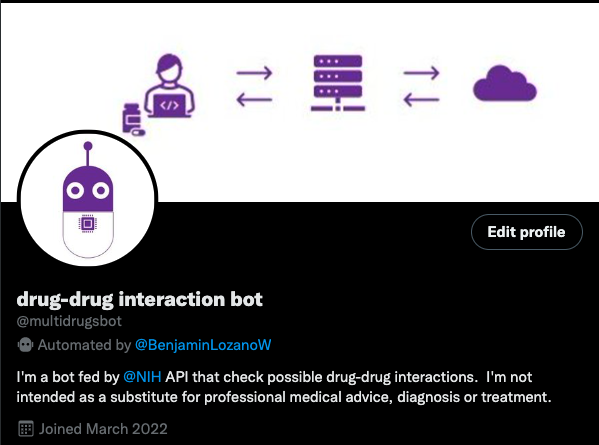 </>
Edit profile
drug-drug interaction bot
@multidrugsbot
Automated by @BenjaminLozanoW
I'm a bot fed by @NIH API that check possible drug-drug interactions. I'm not
intended as a substitute for professional medical advice, diagnosis or treatment.
Joined March 2022